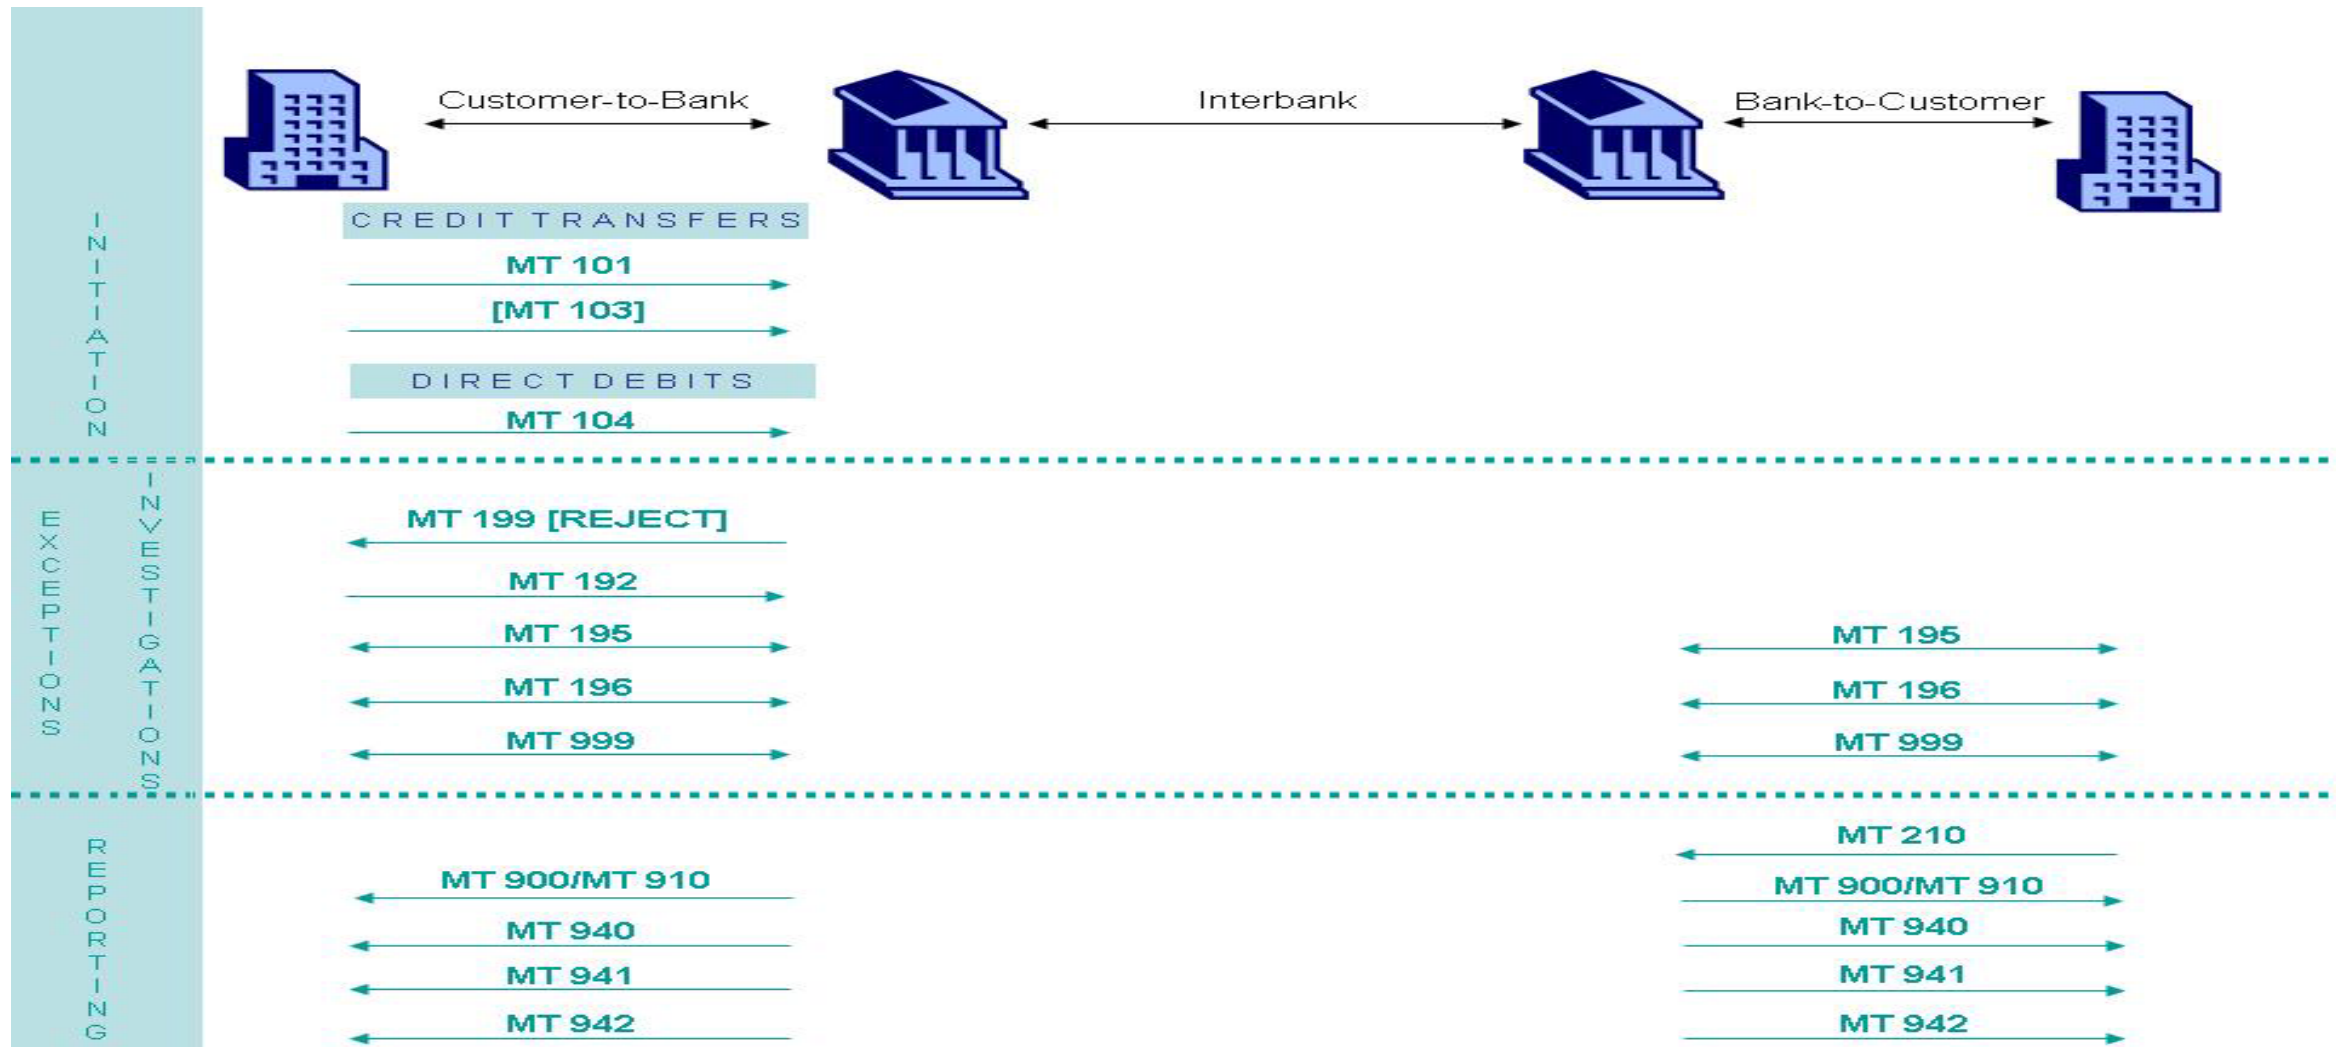 Customer-to-Bank
Interbank
Bank-to-Customer
INITIATION
CREDIT TRANSFERS
MT 101
[MT 103]
DIRECT DEBITS
MT 104
EXCEPTIONS
INVESTIGATIONS
MT 199 [REJECT]
MT 192
MT 195
MT 195
MT 196
MT 196
MT 999
MT 999
REPORTING
MT 210
MT 900/MT 910
MT 900/MT 910
MT 940
MT 940
MT 941
MT 941
MT 942
MT 942